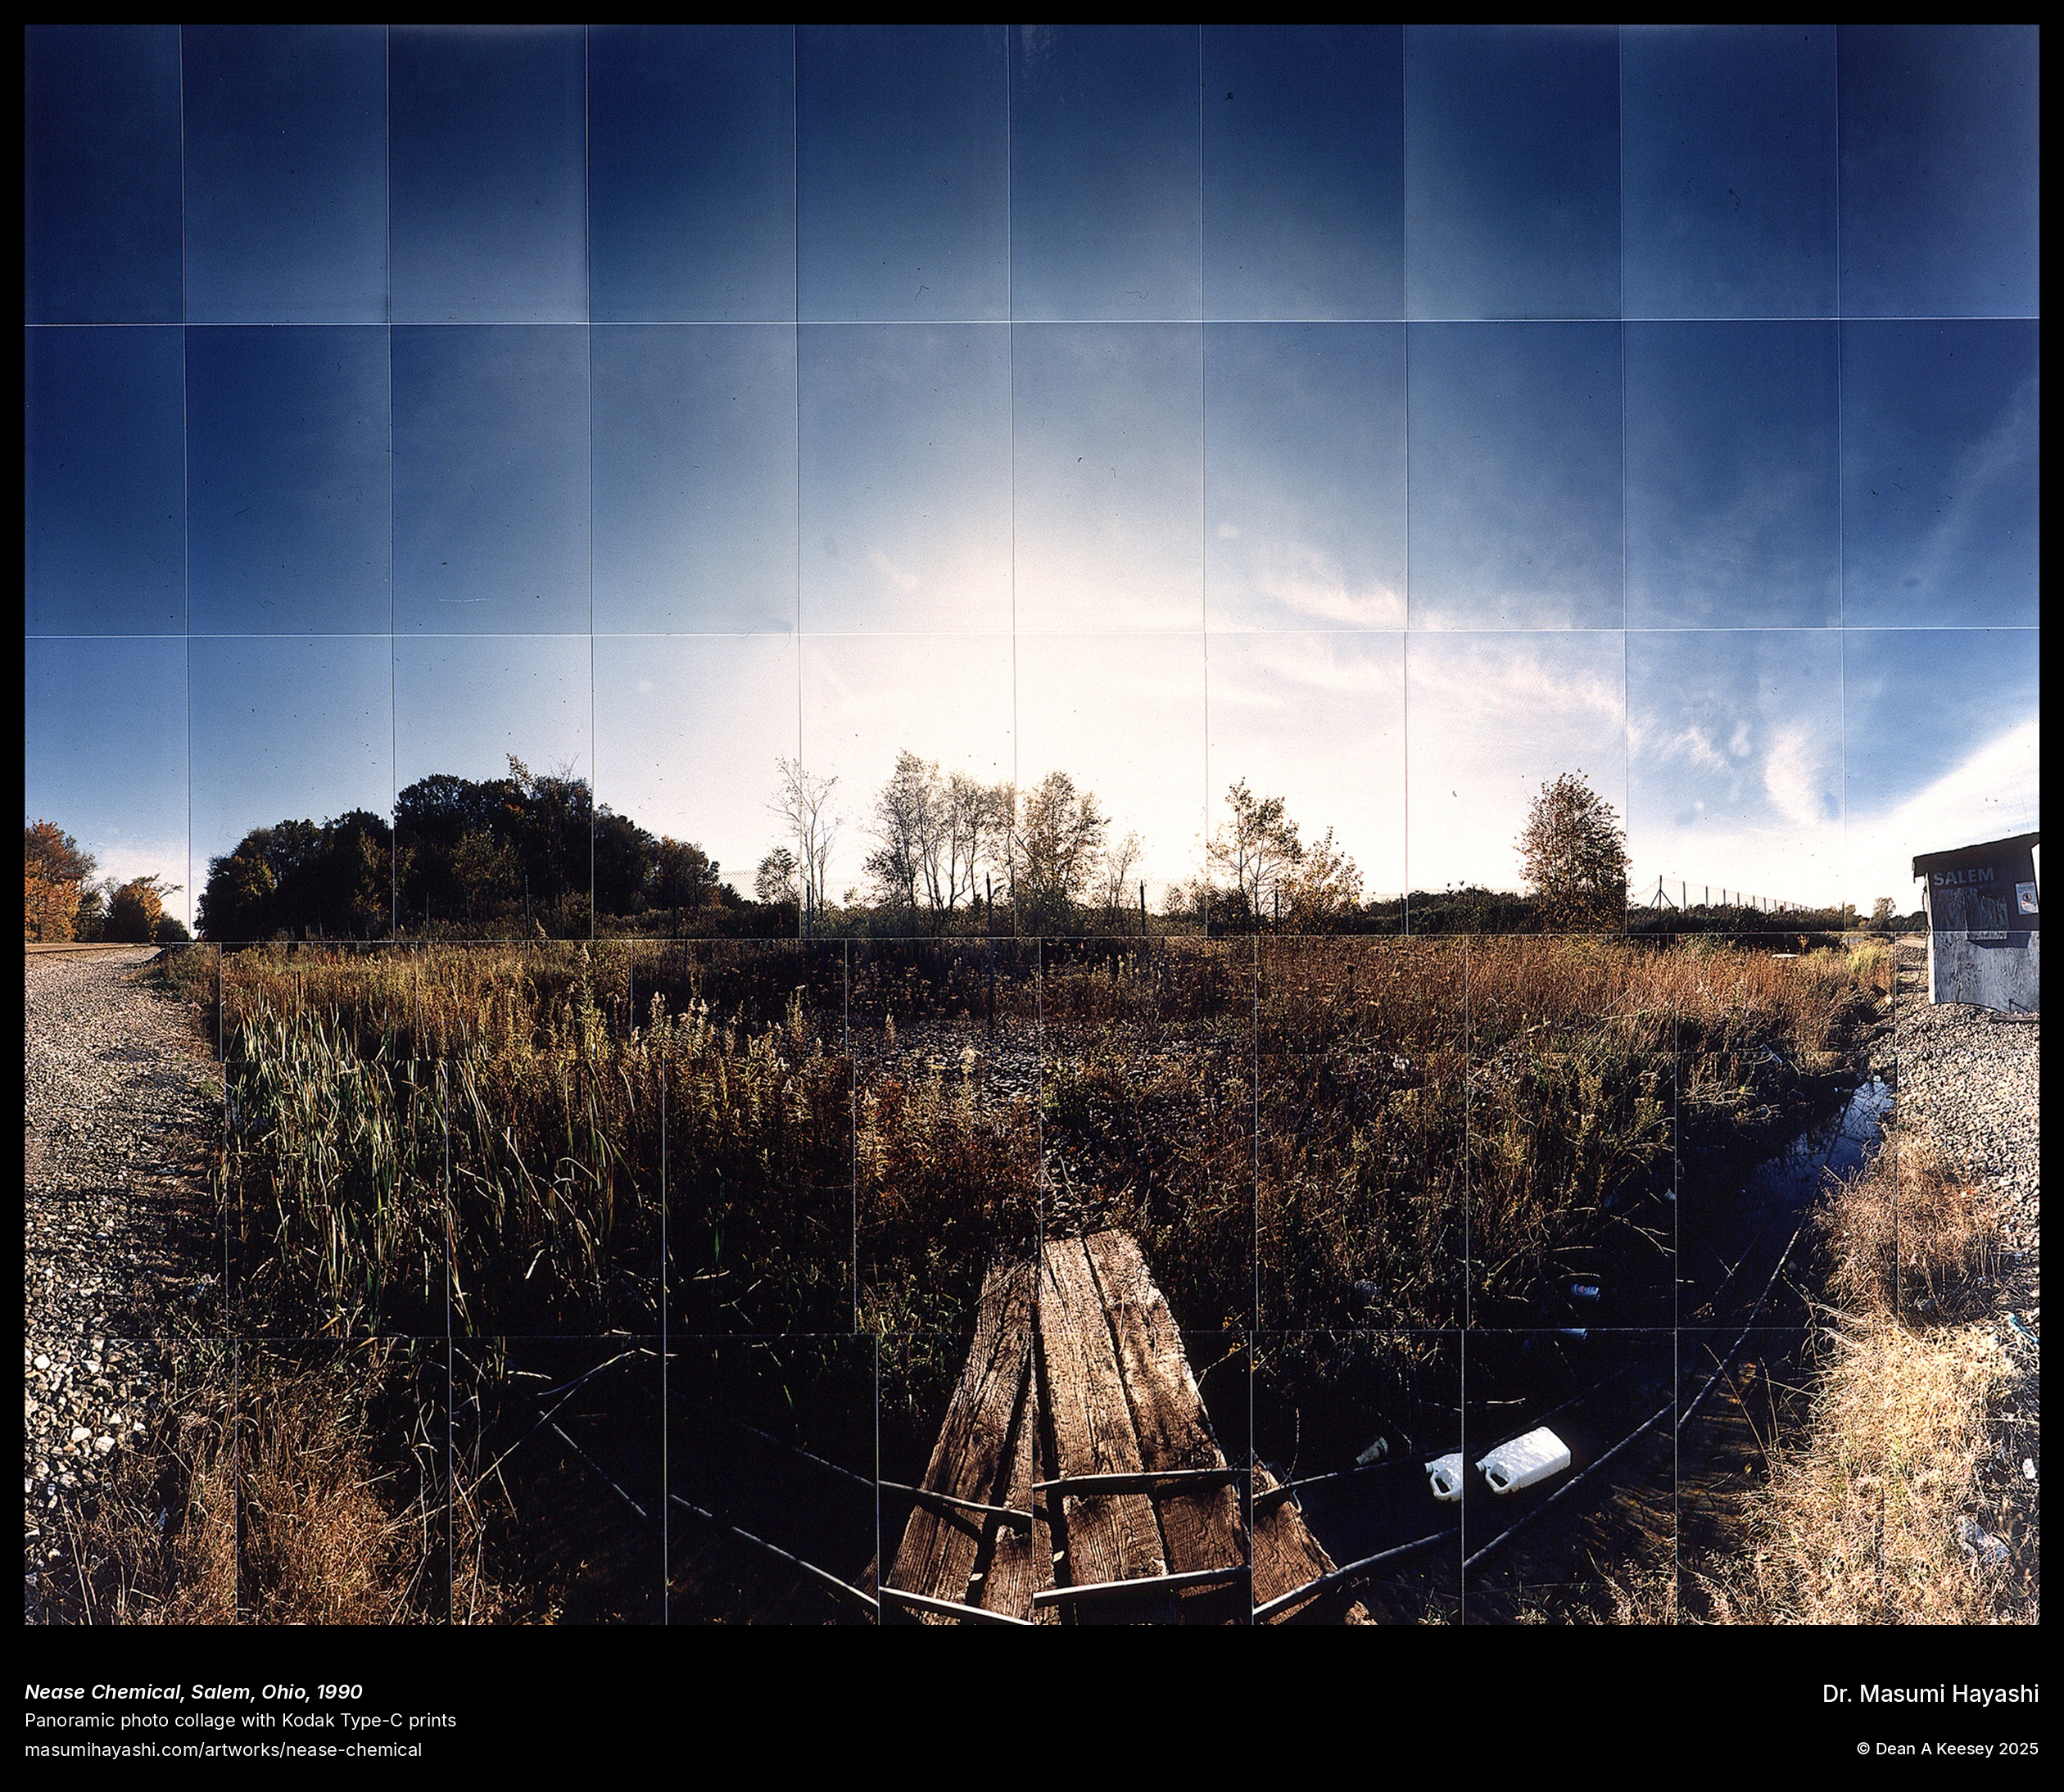 SALEM
Nease Chemical, Salem, Ohio, 1990
Panoramic photo collage with Kodak Type-C prints
masumihayashi.com/artworks/nease-chemical
Dr. Masumi Hayashi
© Dean A Keesey 2025